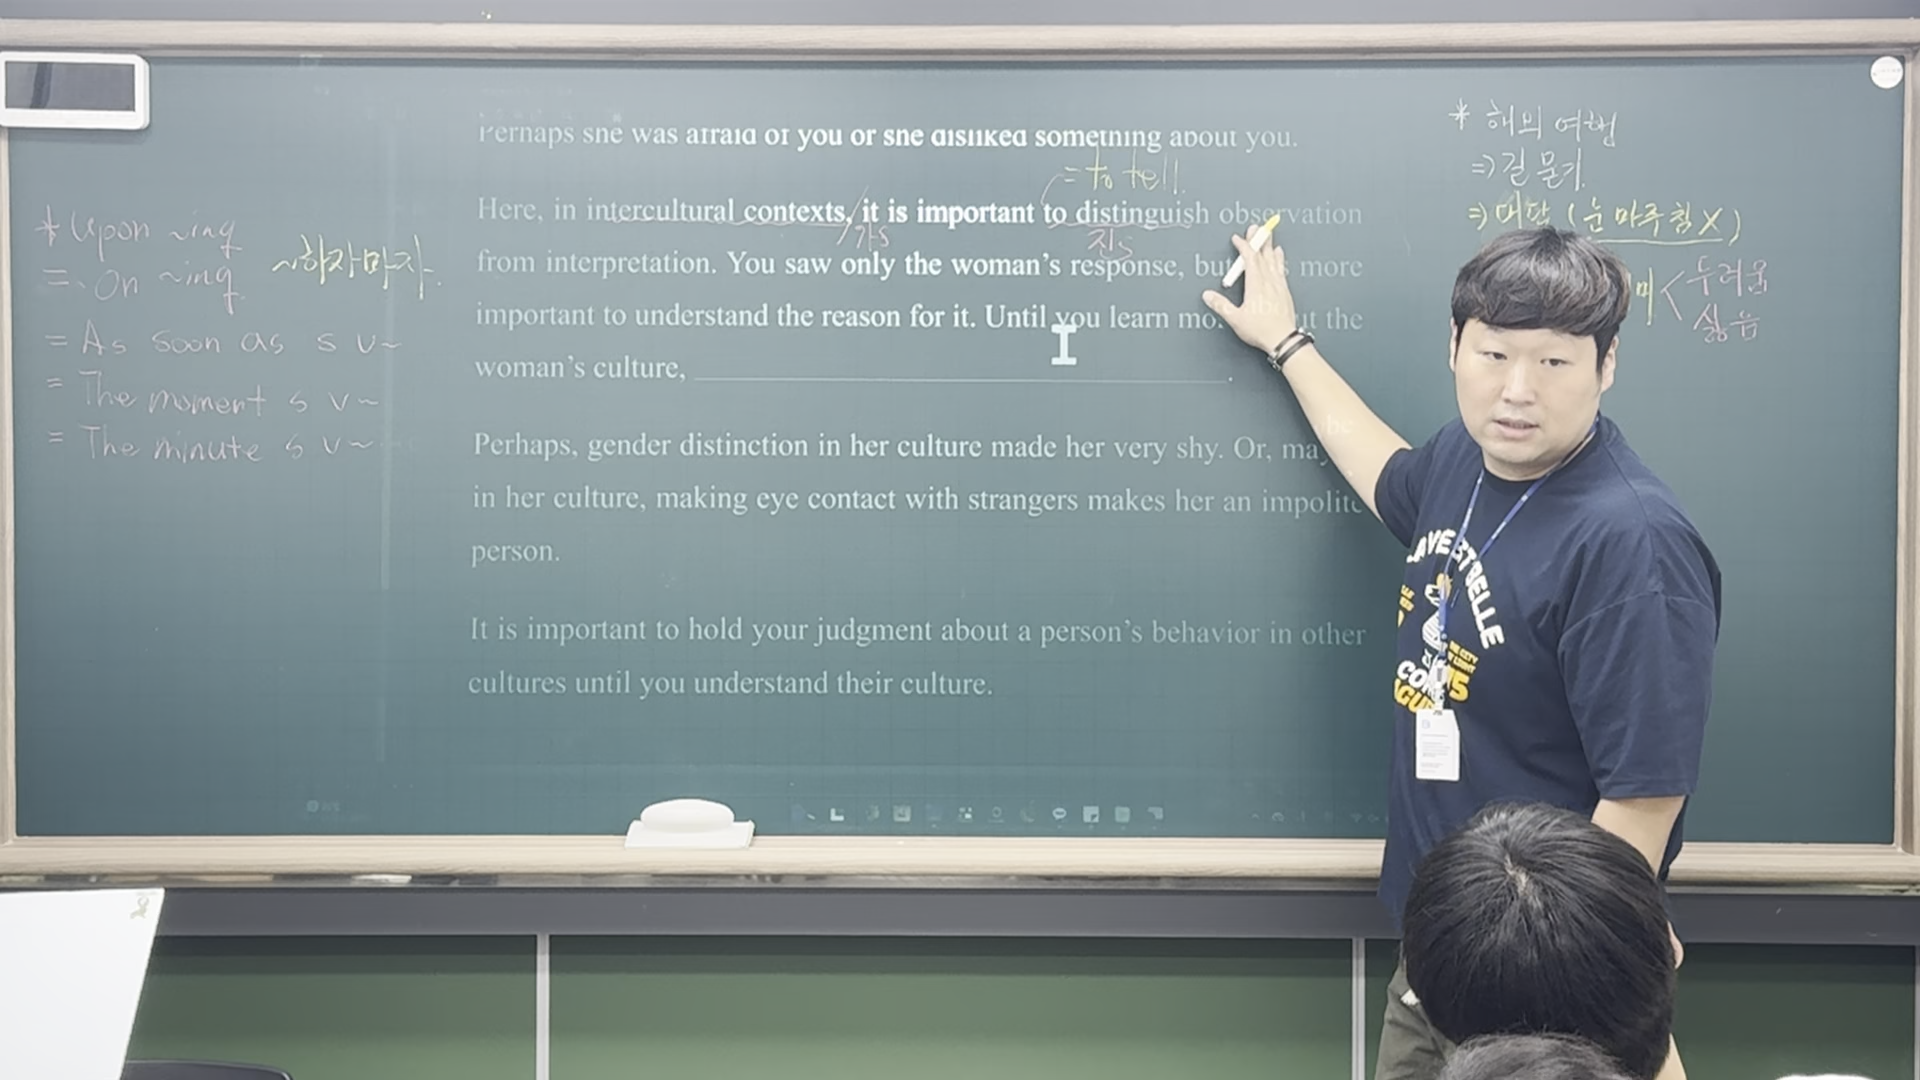 Perhaps she was afraid of you or she disliked something about you.
= to tell.
Here, in intercultural contexts, it is important to distinguish observation
가S
진S
from interpretation. You saw only the woman's response, but is more
important to understand the reason for it. Until you learn more about the
woman's culture,
Perhaps, gender distinction in her culture made her very shy. Or, maybe
in her culture, making eye contact with strangers makes her an impolite
person.
It is important to hold your judgment about a person's behavior in other
cultures until you understand their culture.
* Upon ~ing
= On ~ing
~하자마자.
= As soon as S V~
= The moment S V~
= The minute S V~
* 해외 여행
⇒ 길 묻기
⇒ 대답 (눈 마루침 X)
미 < 두려움
싫음
AVE ST BELLE